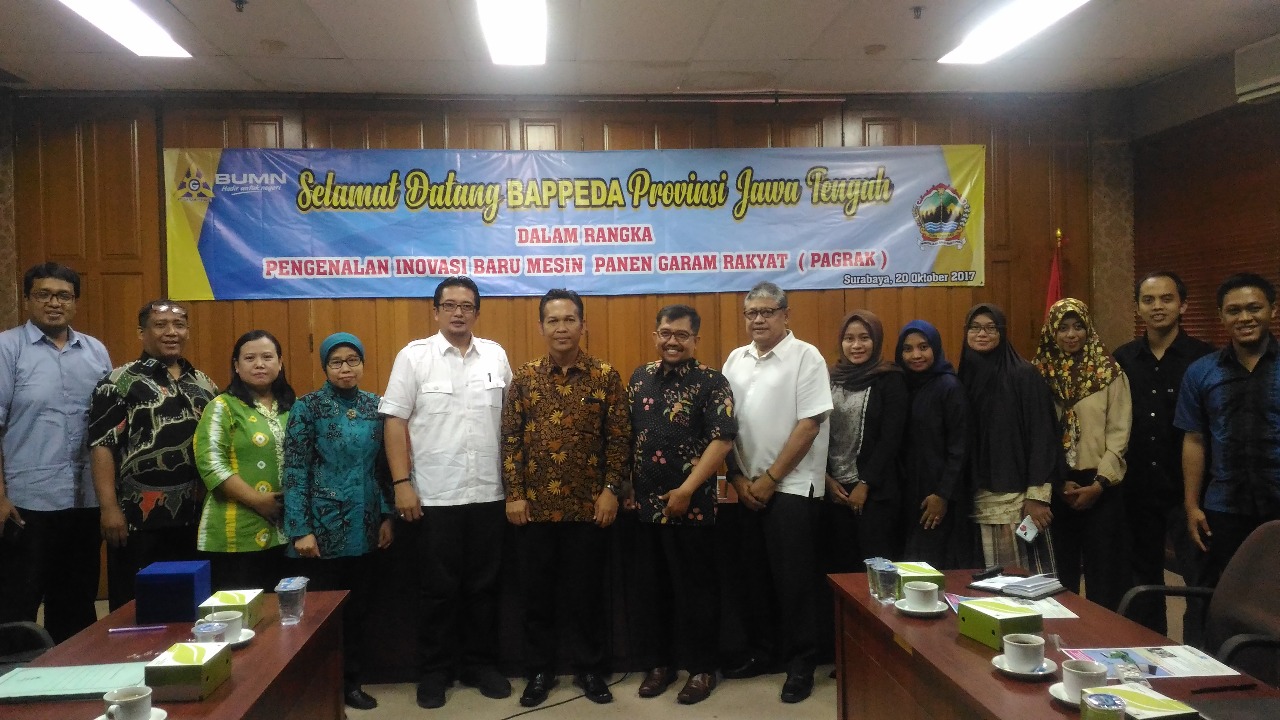 BUMN
Hadir untuk negeri
Selamat Datang BAPPEDA Provinsi Jawa Tengah
DALAM RANGKA
PENGENALAN INOVASI BARU MESIN PANEN GARAM RAKYAT ( PAGRAK )
Surabaya, 20 Oktober 2017